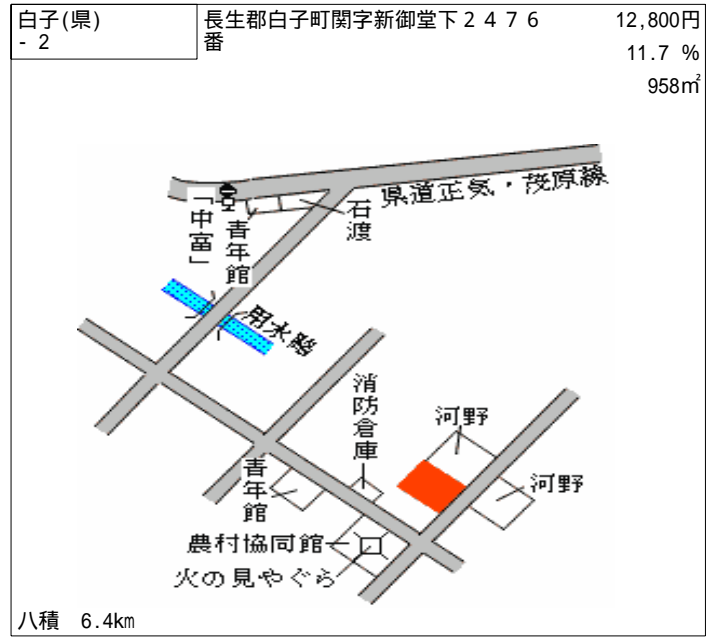 白子(県)
- 2
長生郡白子町関字新御堂下２４７６
番
12,800円
11.7 %
958㎡
県道正気・茂原線
石渡
「中富」
青年館
用水路
消防倉庫
河野
河野
青年館
農村協同館
火の見やぐら
八積 6.4km